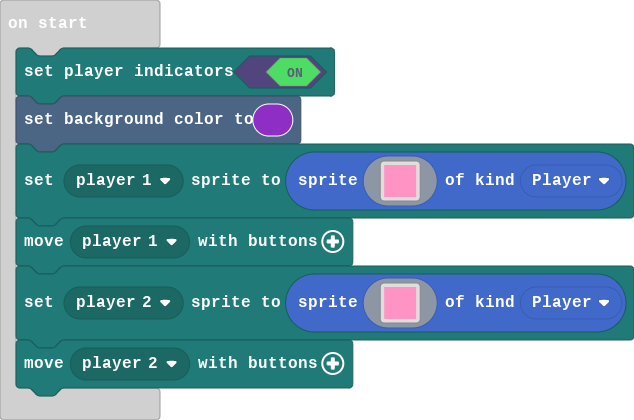 on start
set player indicators ON
set background color to
set player 1 sprite to sprite of kind Player
move player 1 with buttons
set player 2 sprite to sprite of kind Player
move player 2 with buttons